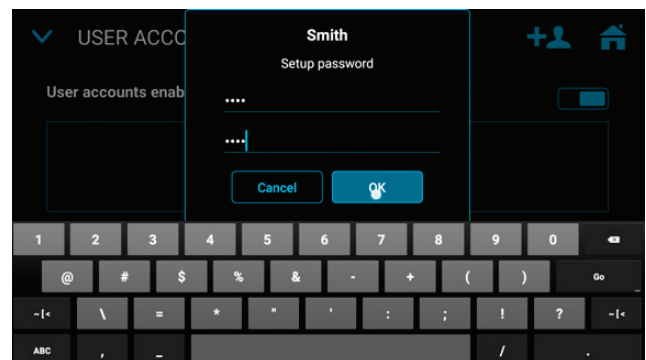 Smith
USER ACCO
Setup password
User accounts enab
••••
••••
Cancel OK
1 2 3 4 5 6 7 8 9 0
@ # $ % & - + ( ) Go
~[< \ = * " ' : ; ! ? ~[<
ABC , _ / .